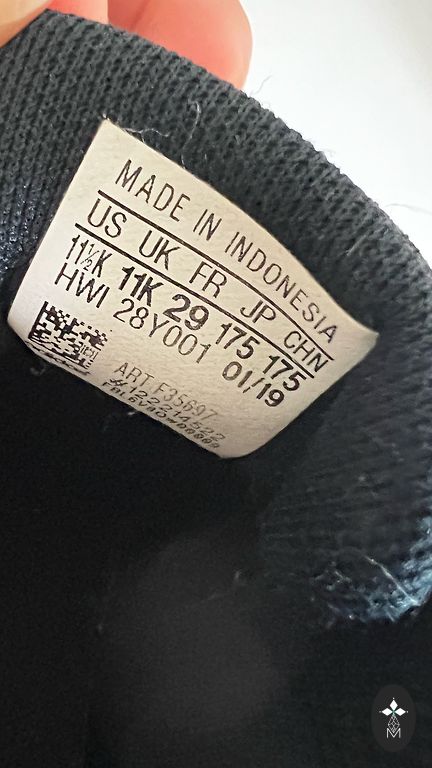 MADE IN INDONESIA
US UK FR JP CHN
11½K 11K 29 175 175
HWI 28Y001 01/19
ART. F35697
M